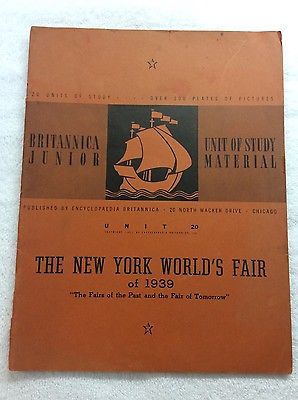 20 UNITS OF STUDY · · · OVER 300 PLATES OF PICTURES
BRITANNICA
JUNIOR
UNIT OF STUDY
MATERIAL
PUBLISHED BY ENCYCLOPAEDIA BRITANNICA · 20 NORTH WACKER DRIVE · CHICAGO
UNIT 20
THE NEW YORK WORLD'S FAIR
of 1939
"The Fairs of the Past and the Fair of Tomorrow"